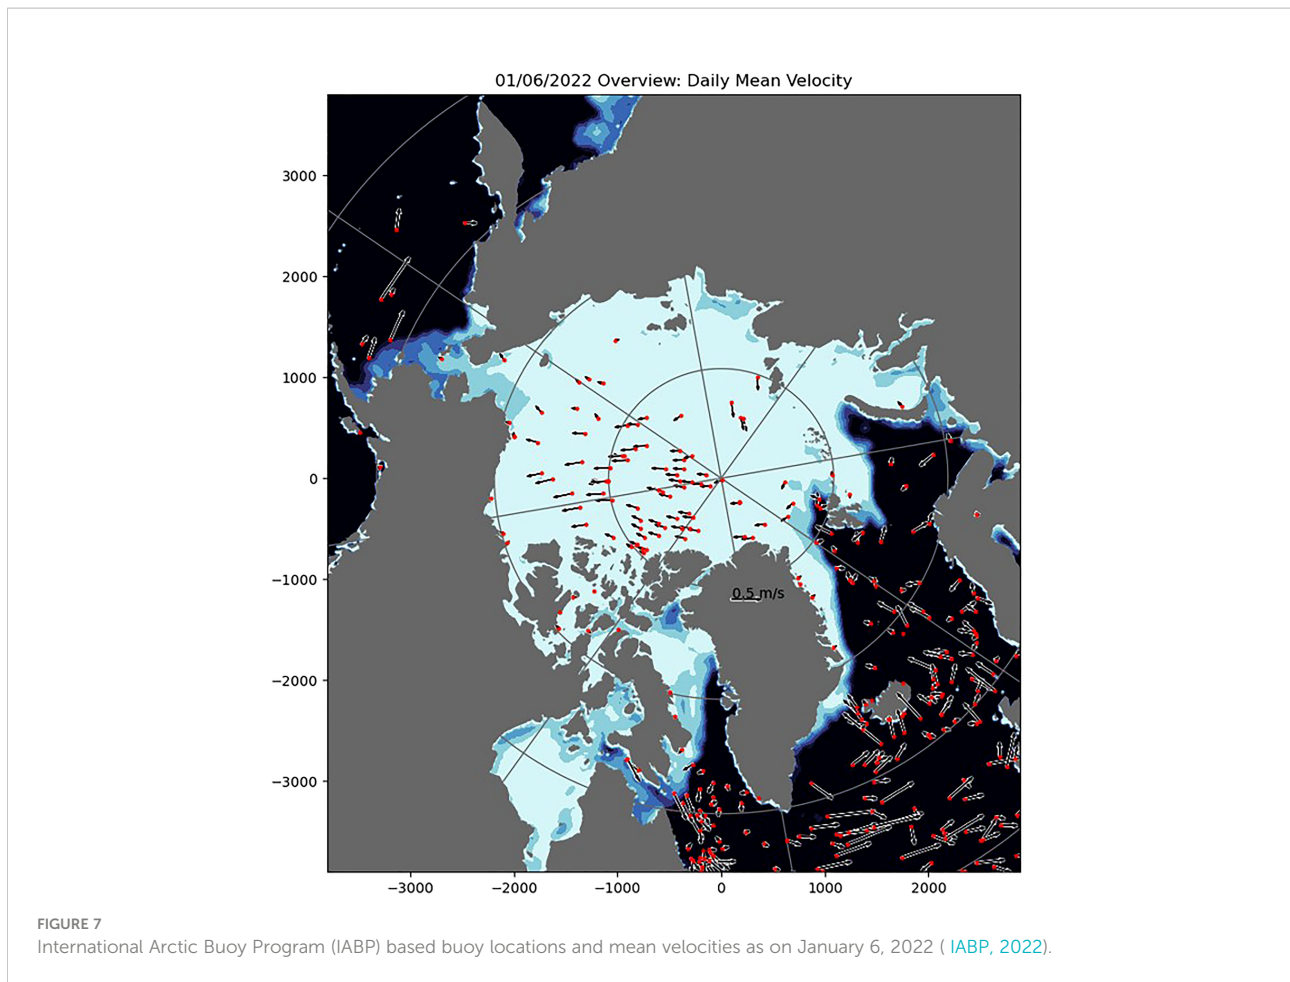 01/06/2022 Overview: Daily Mean Velocity
3000
2000
1000
0
−1000
−2000
−3000
0.5 m/s
−3000 −2000 −1000 0 1000 2000
FIGURE 7
International Arctic Buoy Program (IABP) based buoy locations and mean velocities as on January 6, 2022 ( IABP, 2022).